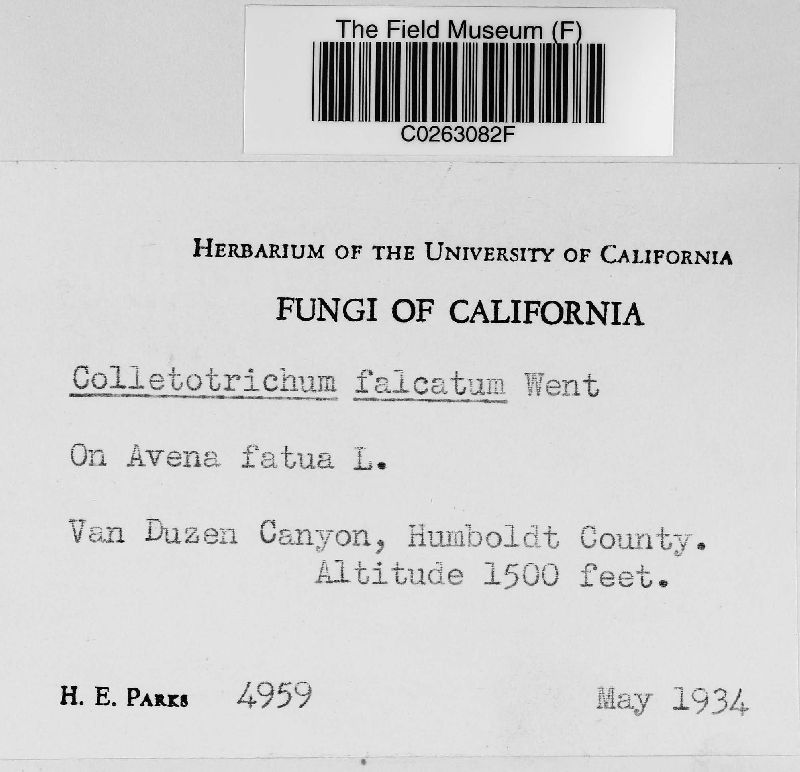 The Field Museum (F)
C0263082F
HERBARIUM OF THE UNIVERSITY OF CALIFORNIA
FUNGI OF CALIFORNIA
Colletotrichum falcatum Went
On Avena fatua L.
Van Duzen Canyon, Humboldt County.
Altitude 1500 feet.
H. E. PARKS 4959 May 1934